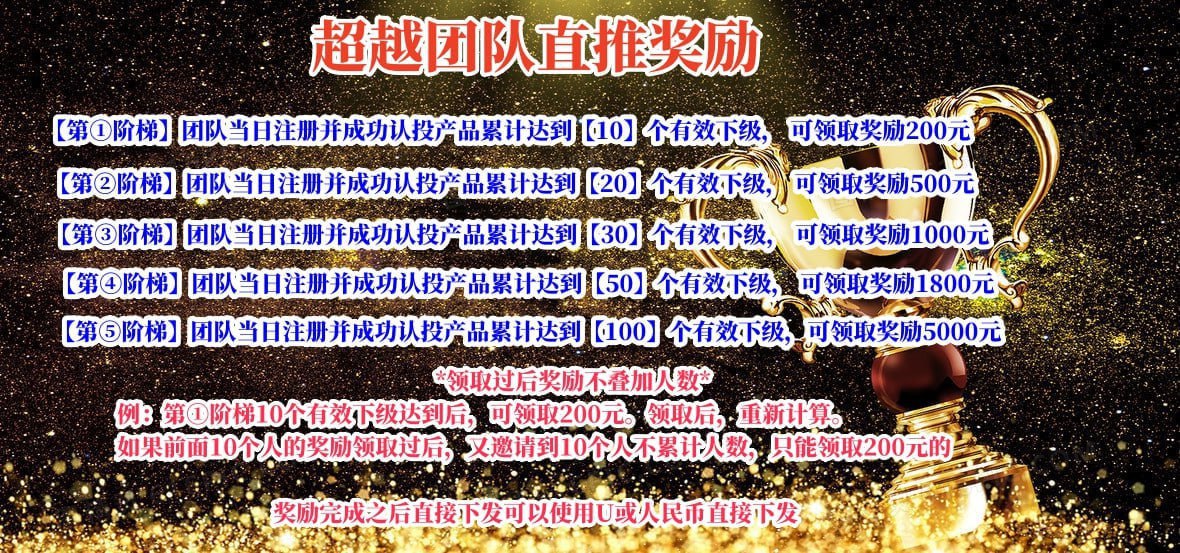 超越团队直推奖励
【第①阶梯】团队当日注册并成功认投产品累计达到【10】个有效下级，可领取奖励200元
【第②阶梯】团队当日注册并成功认投产品累计达到【20】个有效下级，可领取奖励500元
【第③阶梯】团队当日注册并成功认投产品累计达到【30】个有效下级，可领取奖励1000元
【第④阶梯】团队当日注册并成功认投产品累计达到【50】个有效下级，可领取奖励1800元
【第⑤阶梯】团队当日注册并成功认投产品累计达到【100】个有效下级，可领取奖励5000元
*领取过后奖励不叠加人数*
例：第①阶梯10个有效下级达到后，可领取200元。领取后，重新计算。
如果前面10个人的奖励领取过后，又邀请到10个人不累计人数，只能领取200元的
奖励完成之后直接下发可以使用U或人民币直接下发